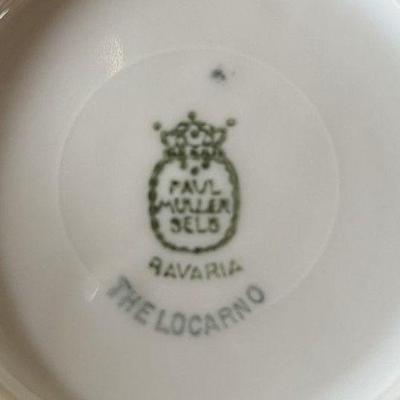 PAUL
MULLER
SELB
BAVARIA
THE LOCARNO